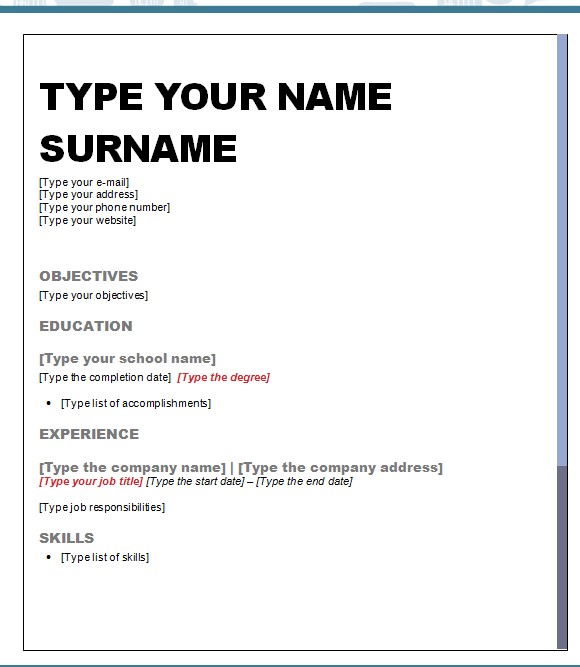 TYPE YOUR NAME
SURNAME
[Type your e-mail]
[Type your address]
[Type your phone number]
[Type your website]
OBJECTIVES
[Type your objectives]
EDUCATION
[Type your school name]
[Type the completion date] [Type the degree]
• [Type list of accomplishments]
EXPERIENCE
[Type the company name] | [Type the company address]
[Type your job title] [Type the start date] – [Type the end date]
[Type job responsibilities]
SKILLS
• [Type list of skills]